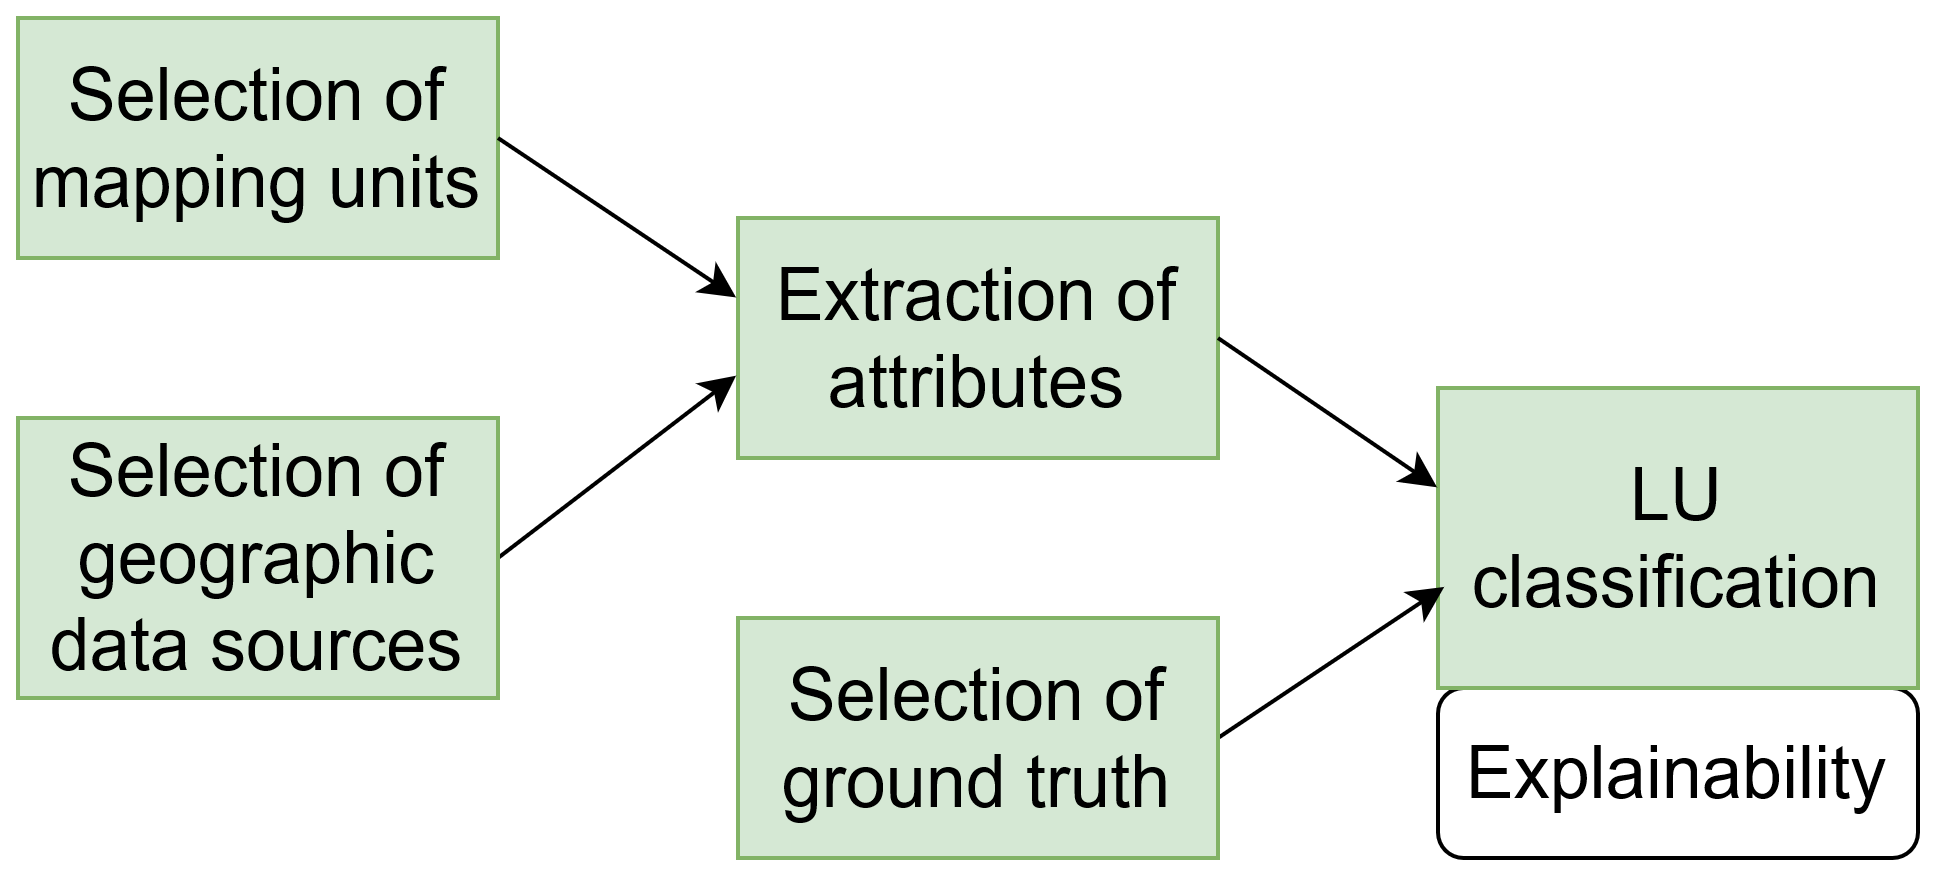 Selection of
mapping units
Selection of
geographic
data sources
Extraction of
attributes
Selection of
ground truth
LU
classification
Explainability